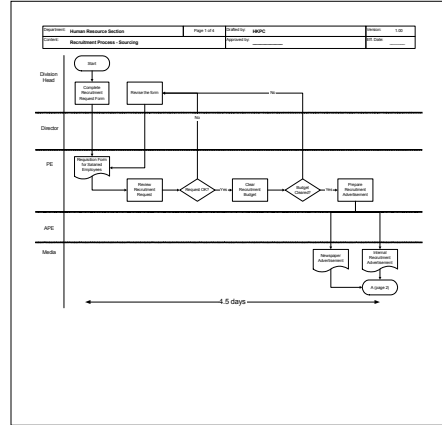 Department: Human Resource Section Page 1 of 4 Drafted by: HKPC Version: 1.00
Content: Recruitment Process - Sourcing Approved by: Eff. Date:
Start
Division
Head
Complete
Recruitment
Request Form
Revise the form
No
No
Director
PE
Requisition Form
for Salaried
Employees
Review
Recruitment
Request
Request OK?
Yes
Clear
Recruitment
Budget
Budget
Cleared?
Yes
Prepare
Recruitment
Advertisement
APE
Media
Newspaper
Advertisement
Internal
Recruitment
Advertisement
A (page 2)
4.5 days